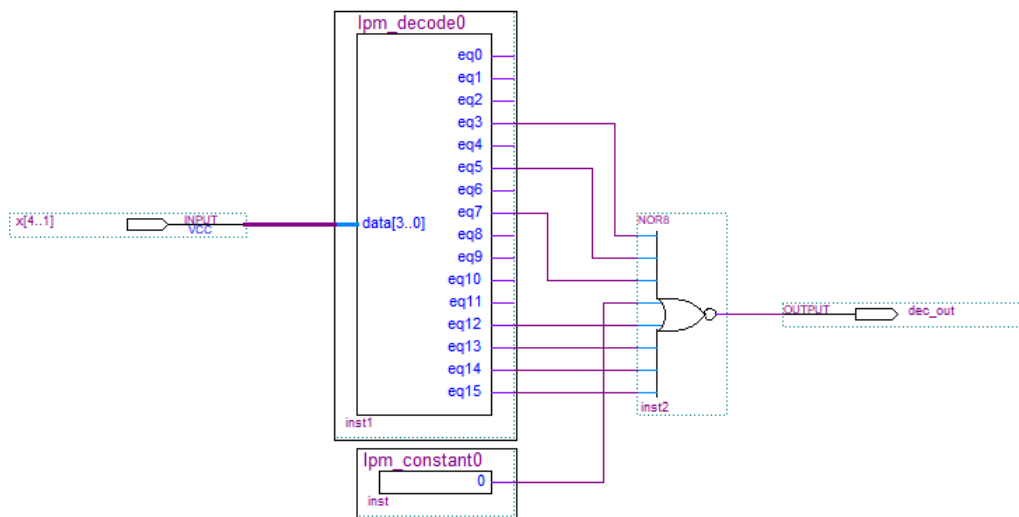 lpm_decode0
eq0
eq1
eq2
eq3
eq4
eq5
eq6
eq7
eq8
eq9
eq10
eq11
eq12
eq13
eq14
eq15
data[3..0]
inst1
x[4..1]
INPUT
VCC
NOR8
inst2
OUTPUT
dec_out
lpm_constant0
0
inst